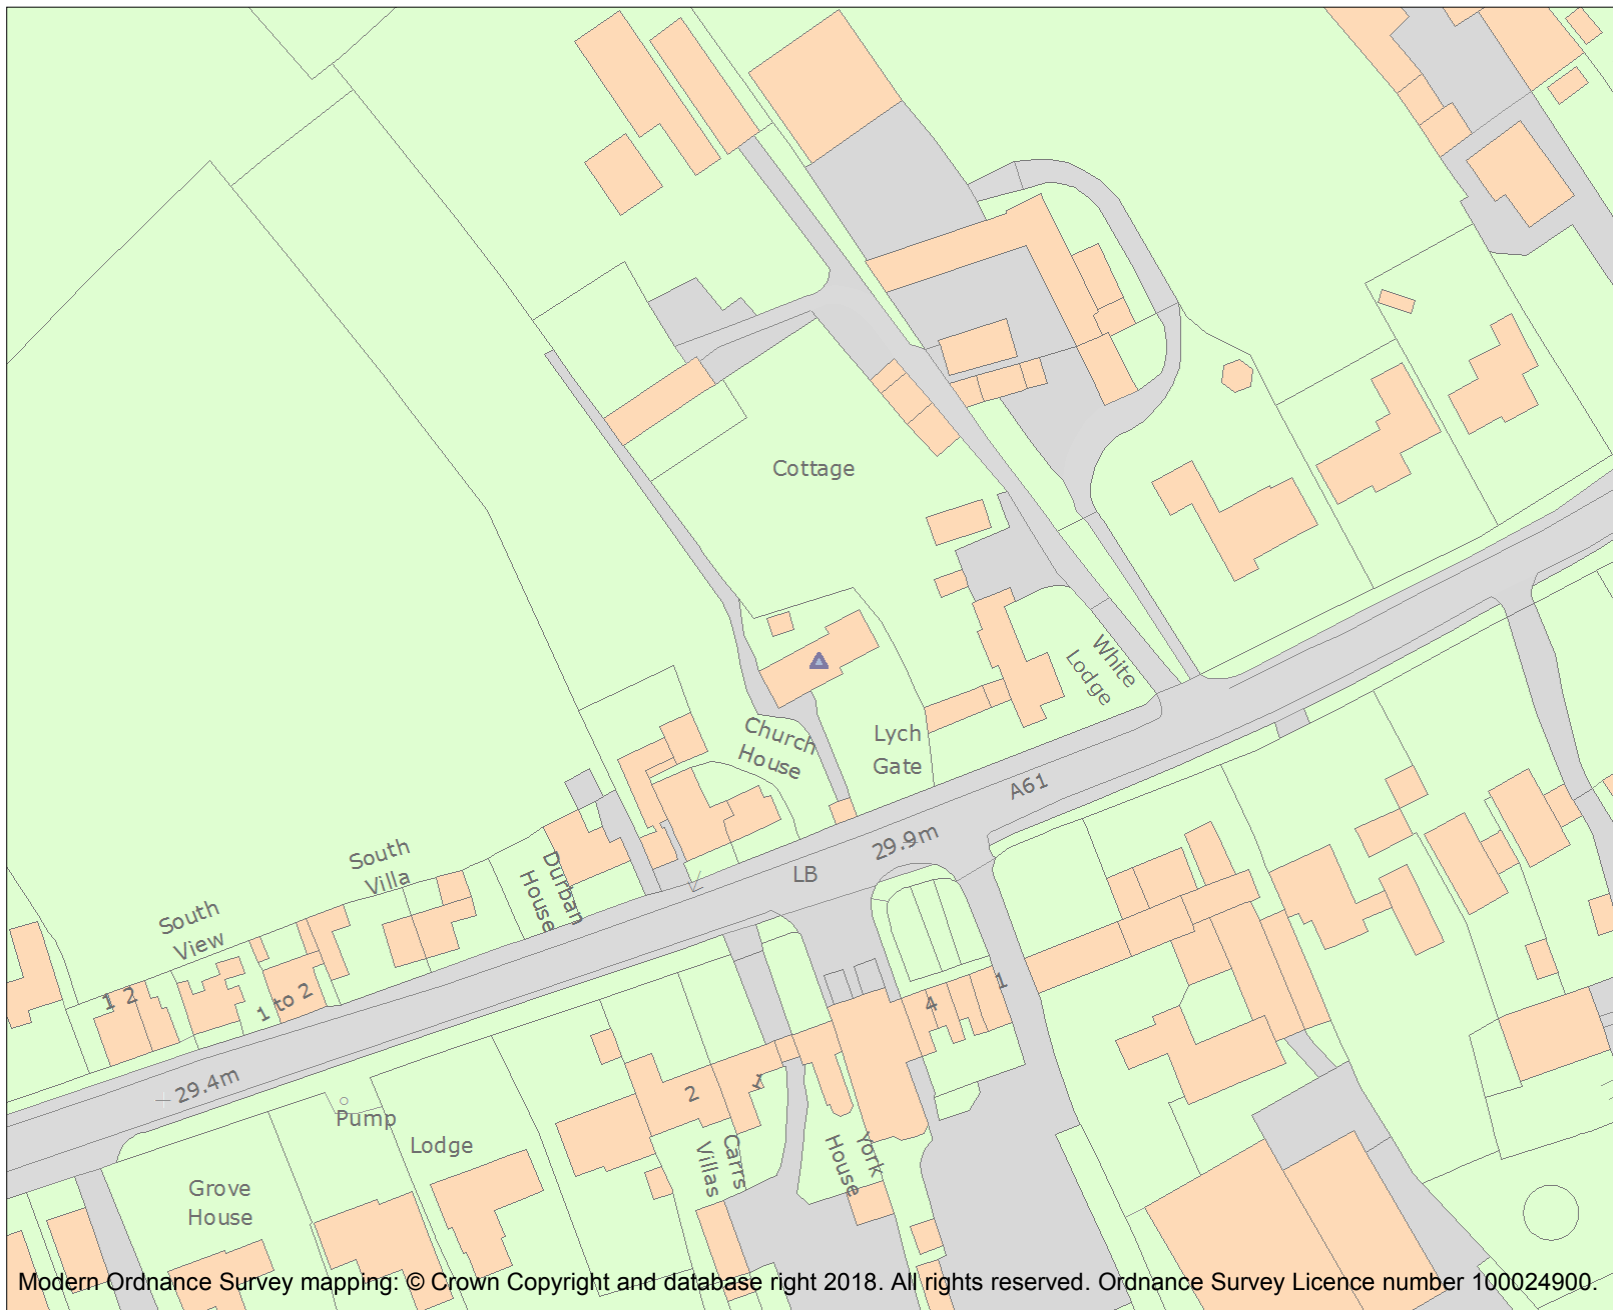 Cottage
White
Lodge
Church
House
Lych
Gate
A61
29.9m
LB
South
Villa
Durban
House
South
View
1 2
1 to 2
4
1
29.4m
2
1
Pump
Lodge
Carrs
Villas
York
House
Grove
House
Modern Ordnance Survey mapping: © Crown Copyright and database right 2018. All rights reserved. Ordnance Survey Licence number 100024900.